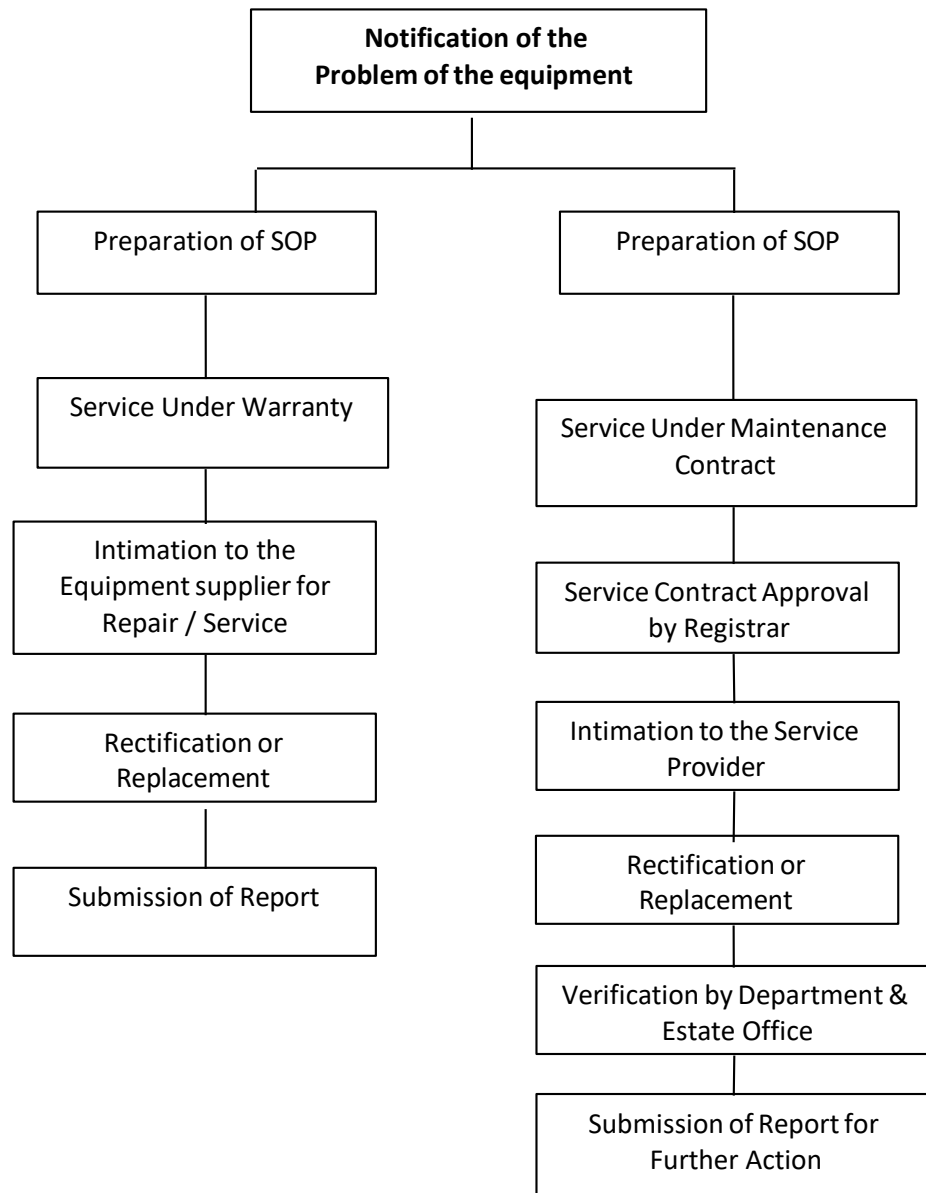 Notification of the
Problem of the equipment
Preparation of SOP
Service Under Warranty
Intimation to the
Equipment supplier for
Repair / Service
Rectification or
Replacement
Submission of Report
Preparation of SOP
Service Under Maintenance
Contract
Service Contract Approval
by Registrar
Intimation to the Service
Provider
Rectification or
Replacement
Verification by Department &
Estate Office
Submission of Report for
Further Action